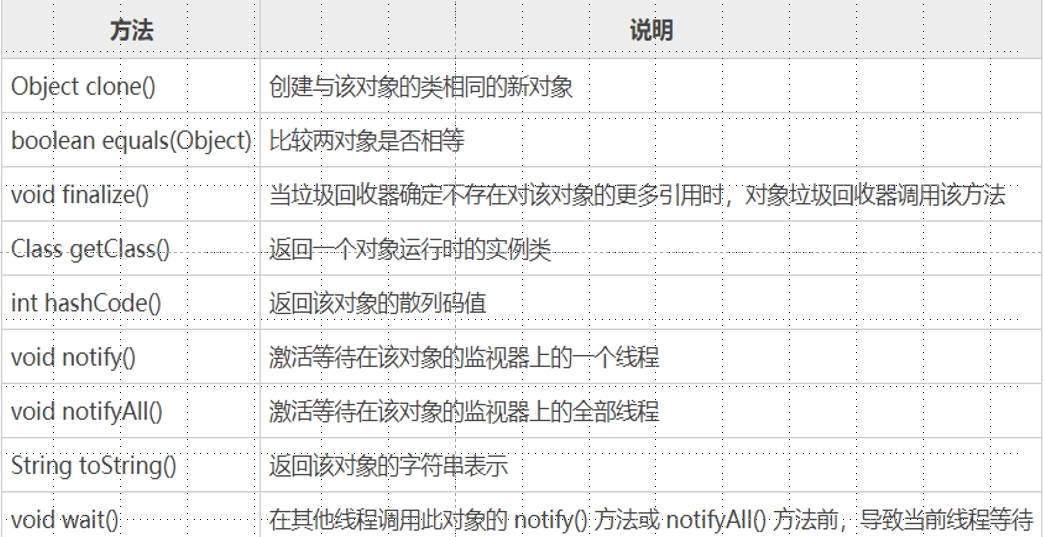 方法 说明
Object clone() 创建与该对象的类相同的新对象
boolean equals(Object) 比较两对象是否相等
void finalize() 当垃圾回收器确定不存在对该对象的更多引用时，对象垃圾回收器调用该方法
Class getClass() 返回一个对象运行时的实例类
int hashCode() 返回该对象的散列码值
void notify() 激活等待在该对象的监视器上的一个线程
void notifyAll() 激活等待在该对象的监视器上的全部线程
String toString() 返回该对象的字符串表示
void wait() 在其他线程调用此对象的 notify() 方法或 notifyAll() 方法前，导致当前线程等待